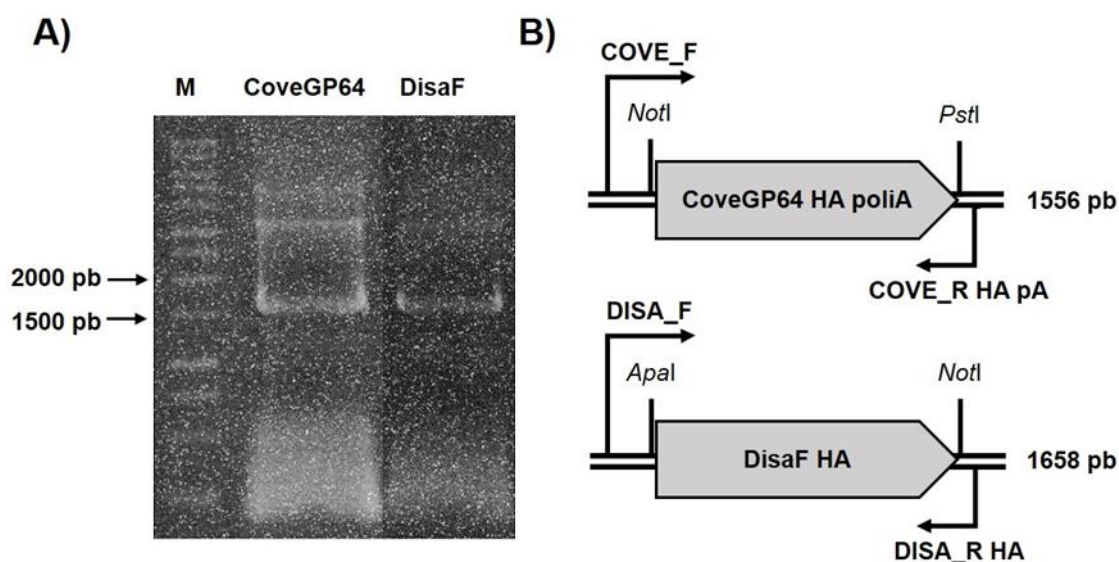 A)
M CoveGP64 DisaF
2000 pb
1500 pb
B)
COVE_F
NotI
PstI
CoveGP64 HA poliA
1556 pb
COVE_R HA pA
DISA_F
ApaI
NotI
DisaF HA
1658 pb
DISA_R HA